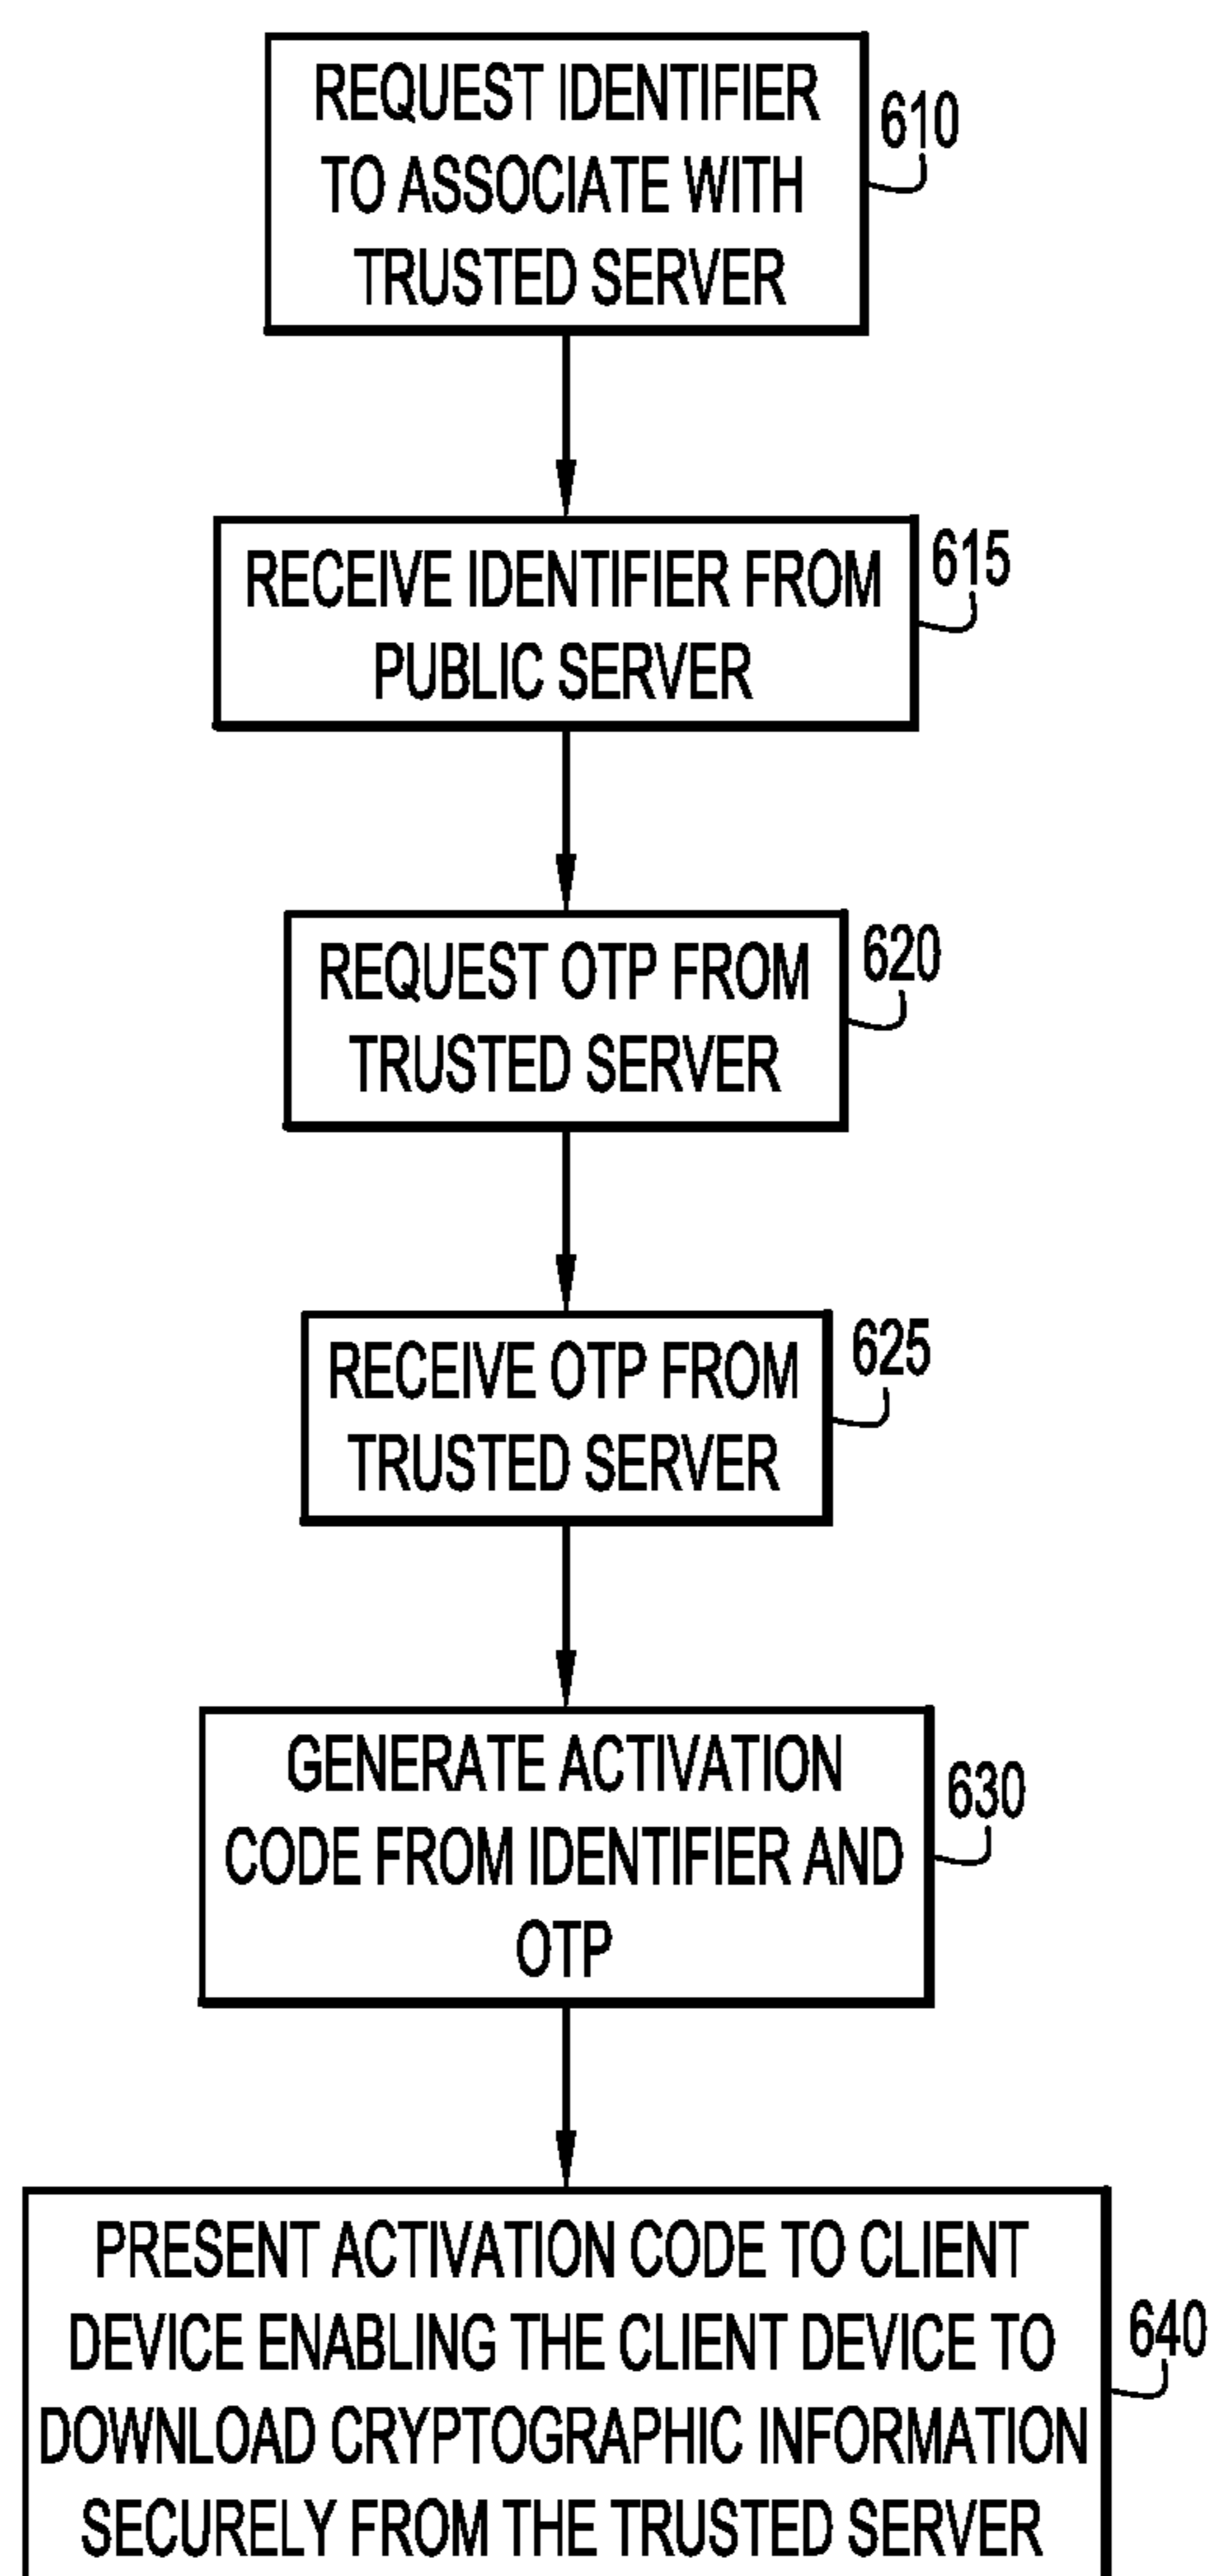 REQUEST IDENTIFIER
TO ASSOCIATE WITH
TRUSTED SERVER
610
RECEIVE IDENTIFIER FROM
PUBLIC SERVER
615
REQUEST OTP FROM
TRUSTED SERVER
620
RECEIVE OTP FROM
TRUSTED SERVER
625
GENERATE ACTIVATION
CODE FROM IDENTIFIER AND
OTP
630
PRESENT ACTIVATION CODE TO CLIENT
DEVICE ENABLING THE CLIENT DEVICE TO
DOWNLOAD CRYPTOGRAPHIC INFORMATION
SECURELY FROM THE TRUSTED SERVER
640